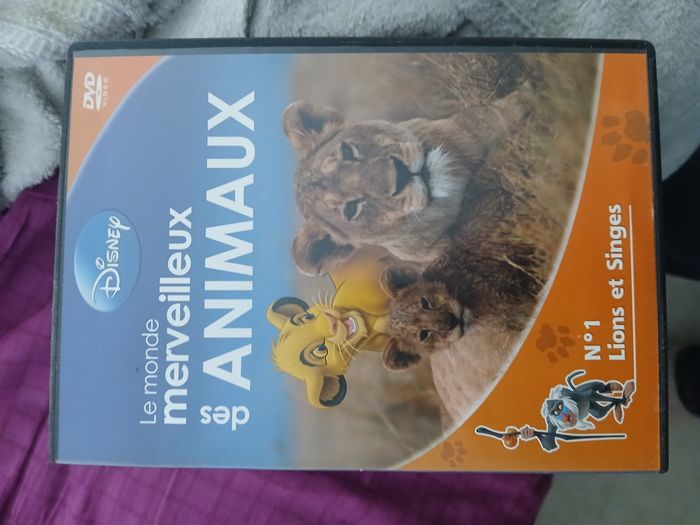 DVD
VIDEO
Disney
Le monde
merveilleux
des ANIMAUX
N°1
Lions et Singes